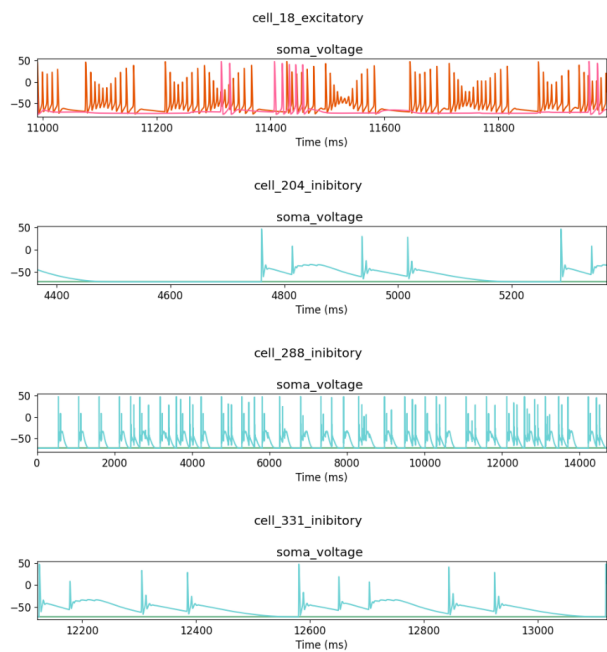 cell_18_excitatory
soma_voltage
50
0
−50
11000 11200 11400 11600 11800
Time (ms)
cell_204_inibitory
soma_voltage
50
0
−50
4400 4600 4800 5000 5200
Time (ms)
cell_288_inibitory
soma_voltage
50
0
−50
0 2000 4000 6000 8000 10000 12000 14000
Time (ms)
cell_331_inibitory
soma_voltage
50
0
−50
12200 12400 12600 12800 13000
Time (ms)